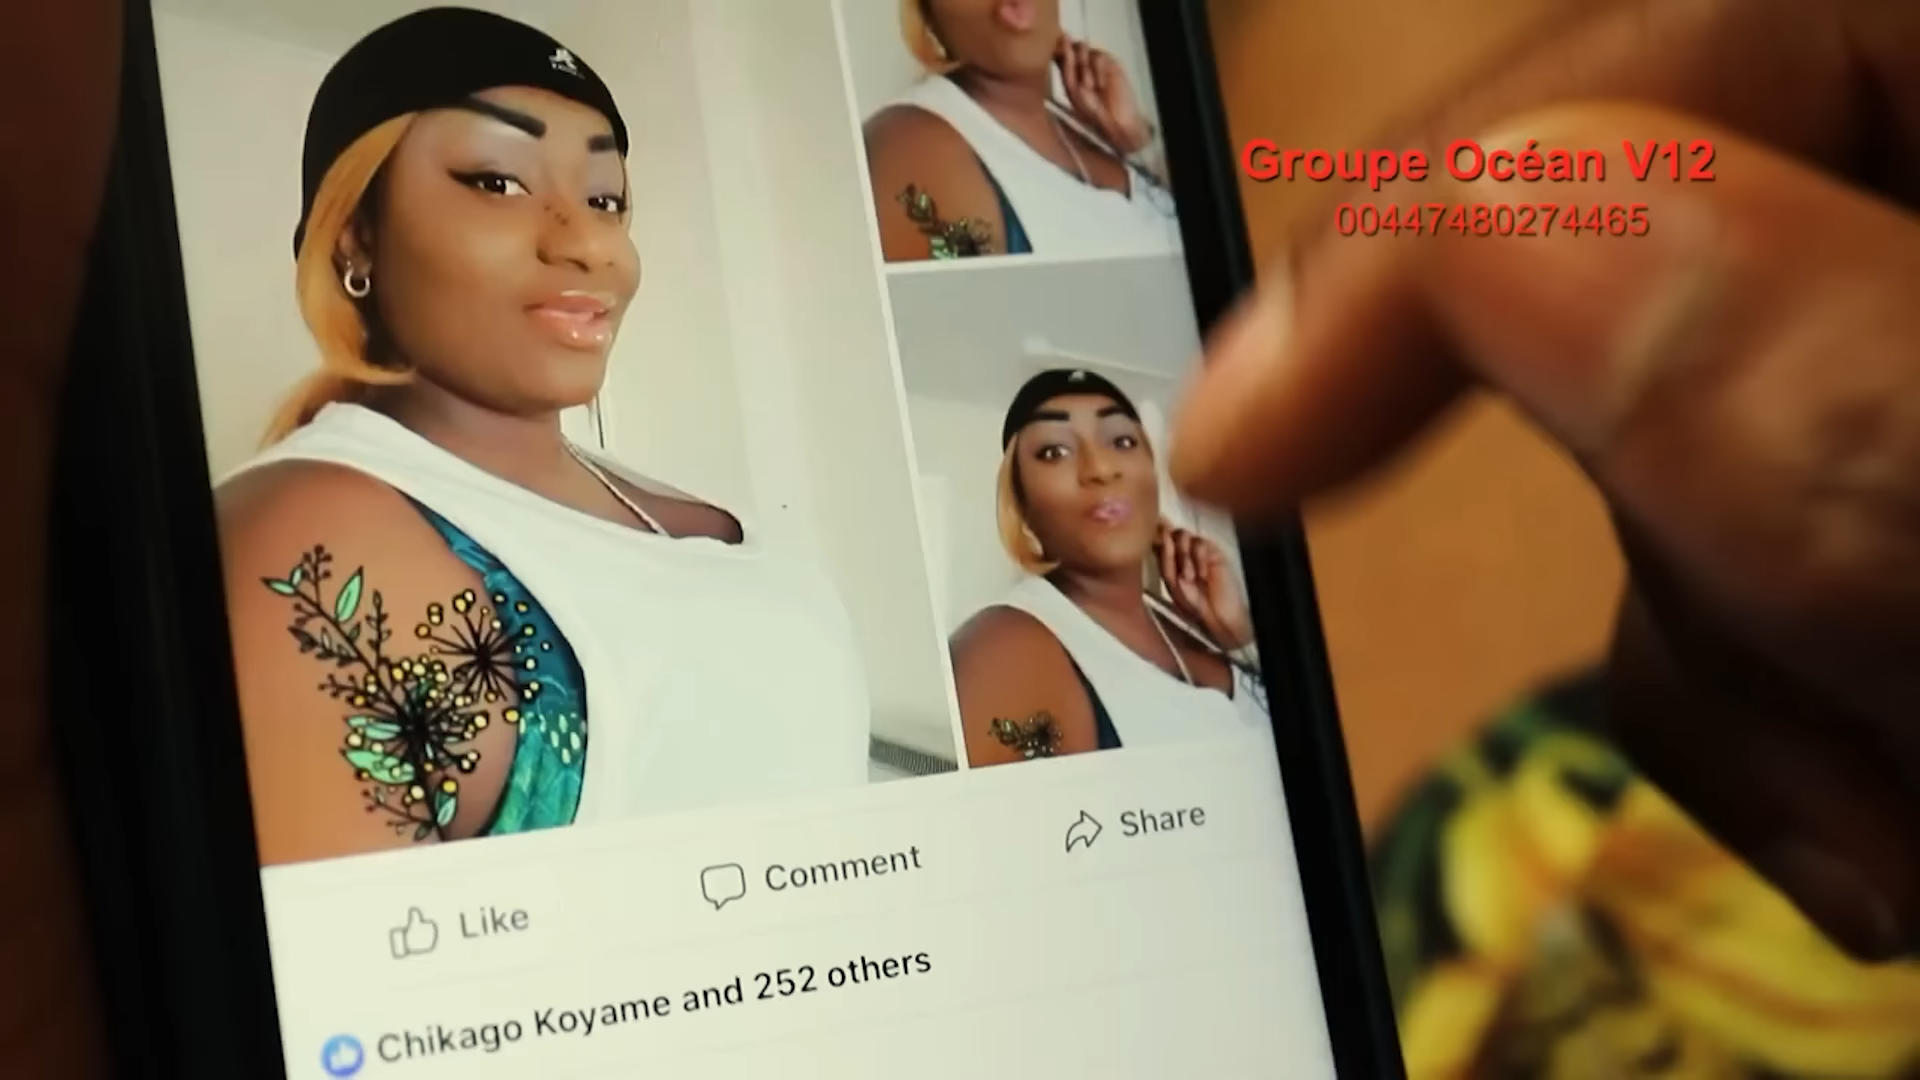 Groupe Océan V12
00447480274465
Share
Comment
Like
Chikago Koyame and 252 others